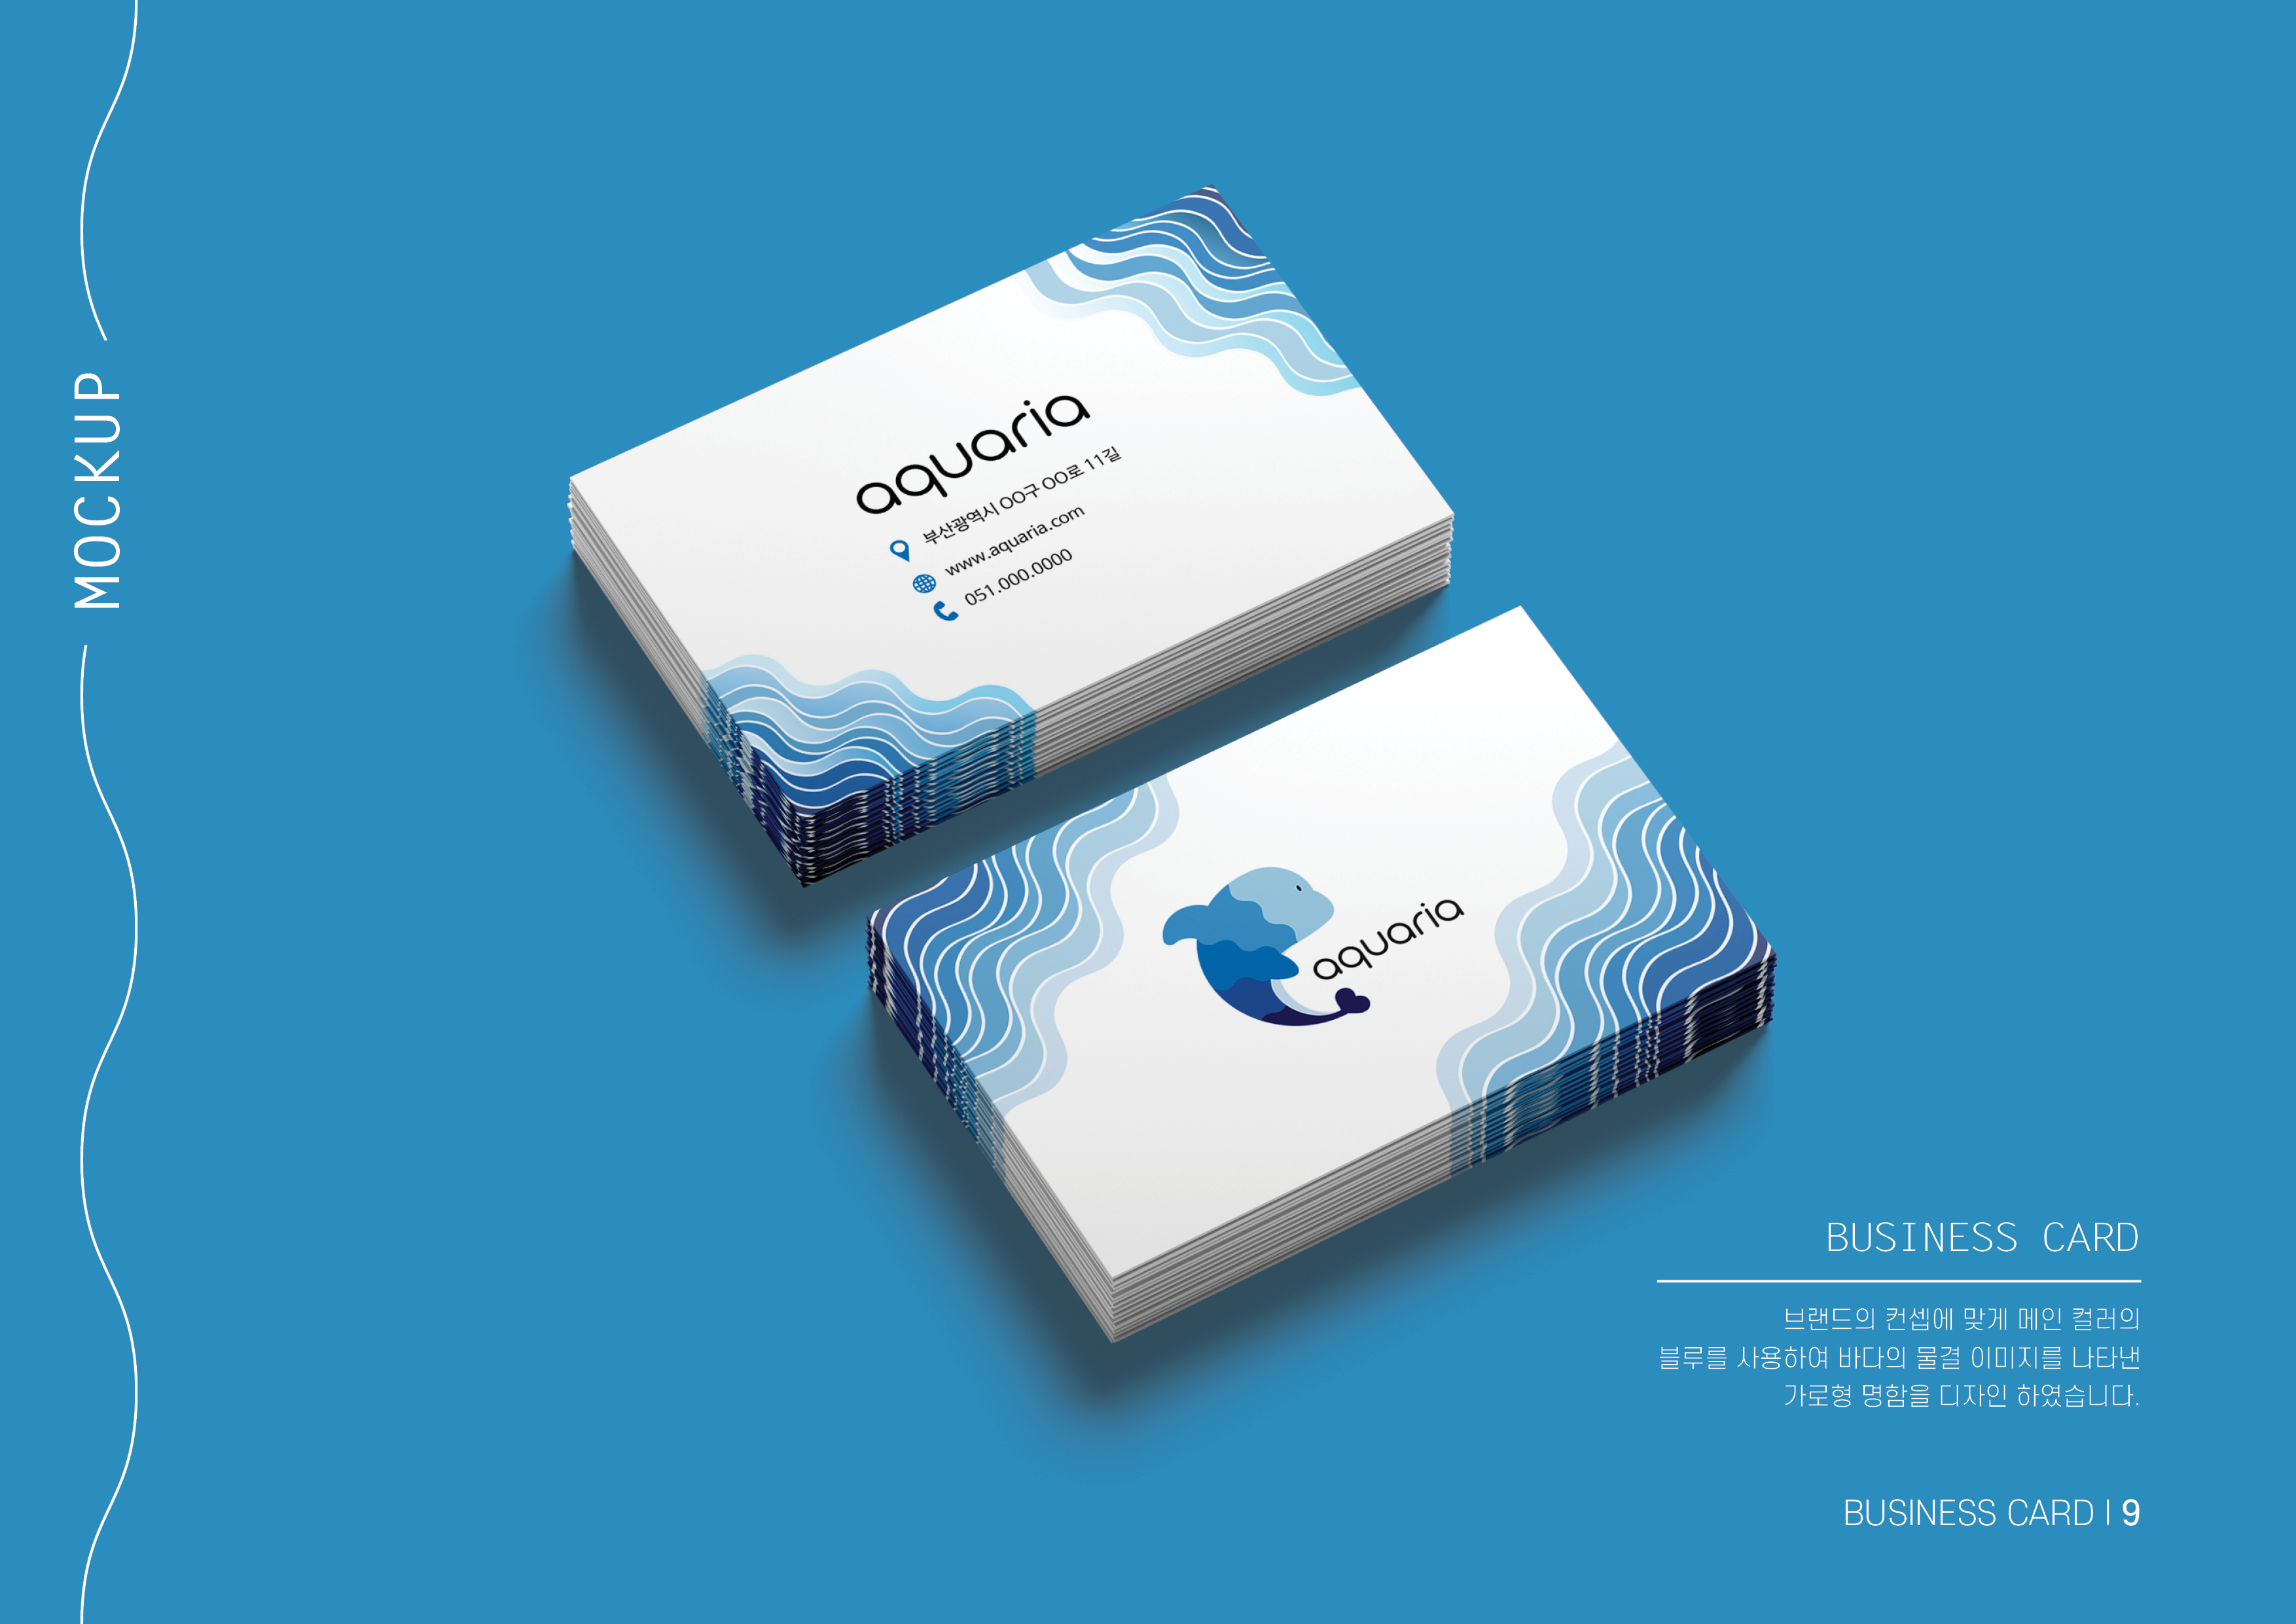 MOCKUP
aquaria
부산광역시 OO구 OO로 11길
www.aquaria.com
051.000.0000
aquaria
BUSINESS CARD
브랜드의 컨셉에 맞게 메인 컬러의
블루를 사용하여 바다의 물결 이미지를 나타낸
가로형 명함을 디자인 하였습니다.
BUSINESS CARD | 9